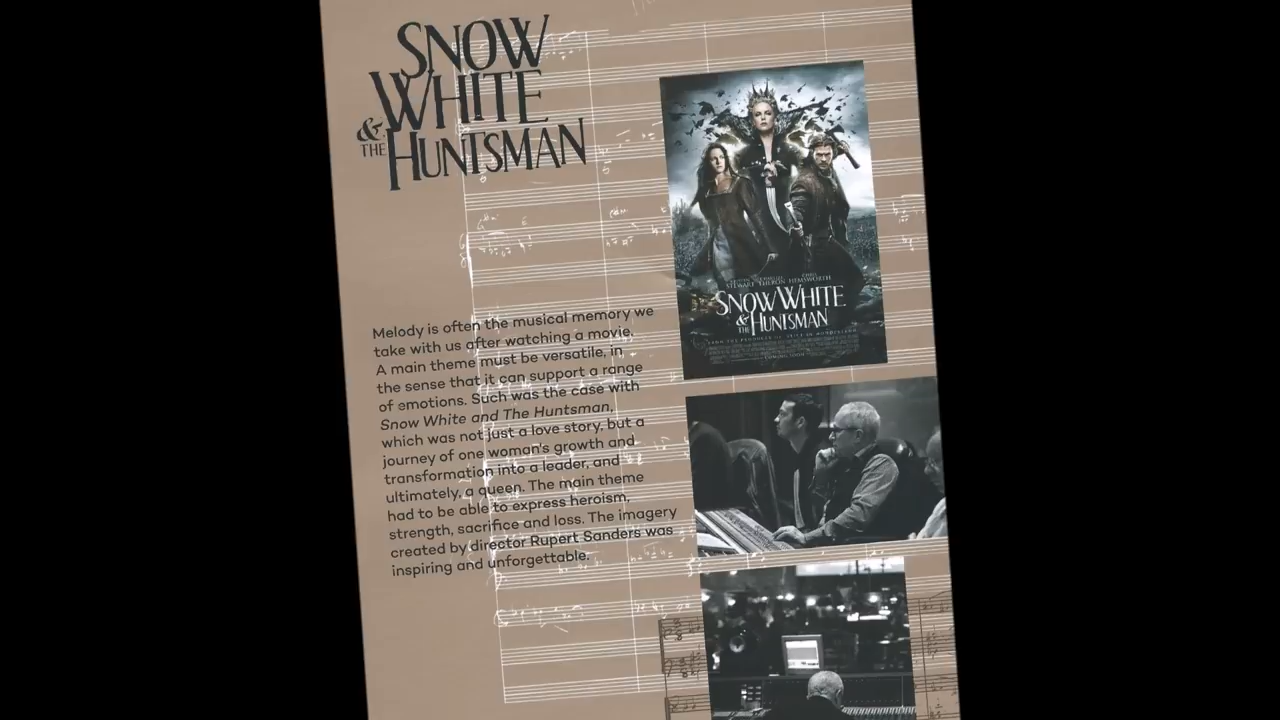 SNOW
WHITE
& THE HUNTSMAN
Melody is often the musical memory we
take with us after watching a movie.
A main theme must be versatile, in
the sense that it can support a range
of emotions. Such was the case with
Snow White and The Huntsman,
which was not just a love story, but a
journey of one woman's growth and
transformation into a leader, and
ultimately, a queen. The main theme
had to be able to express heroism,
strength, sacrifice and loss. The imagery
created by director Rupert Sanders was
inspiring and unforgettable.
STEWART THERON HEMSWORTH
SNOW WHITE
& THE HUNTSMAN
COMING SOON